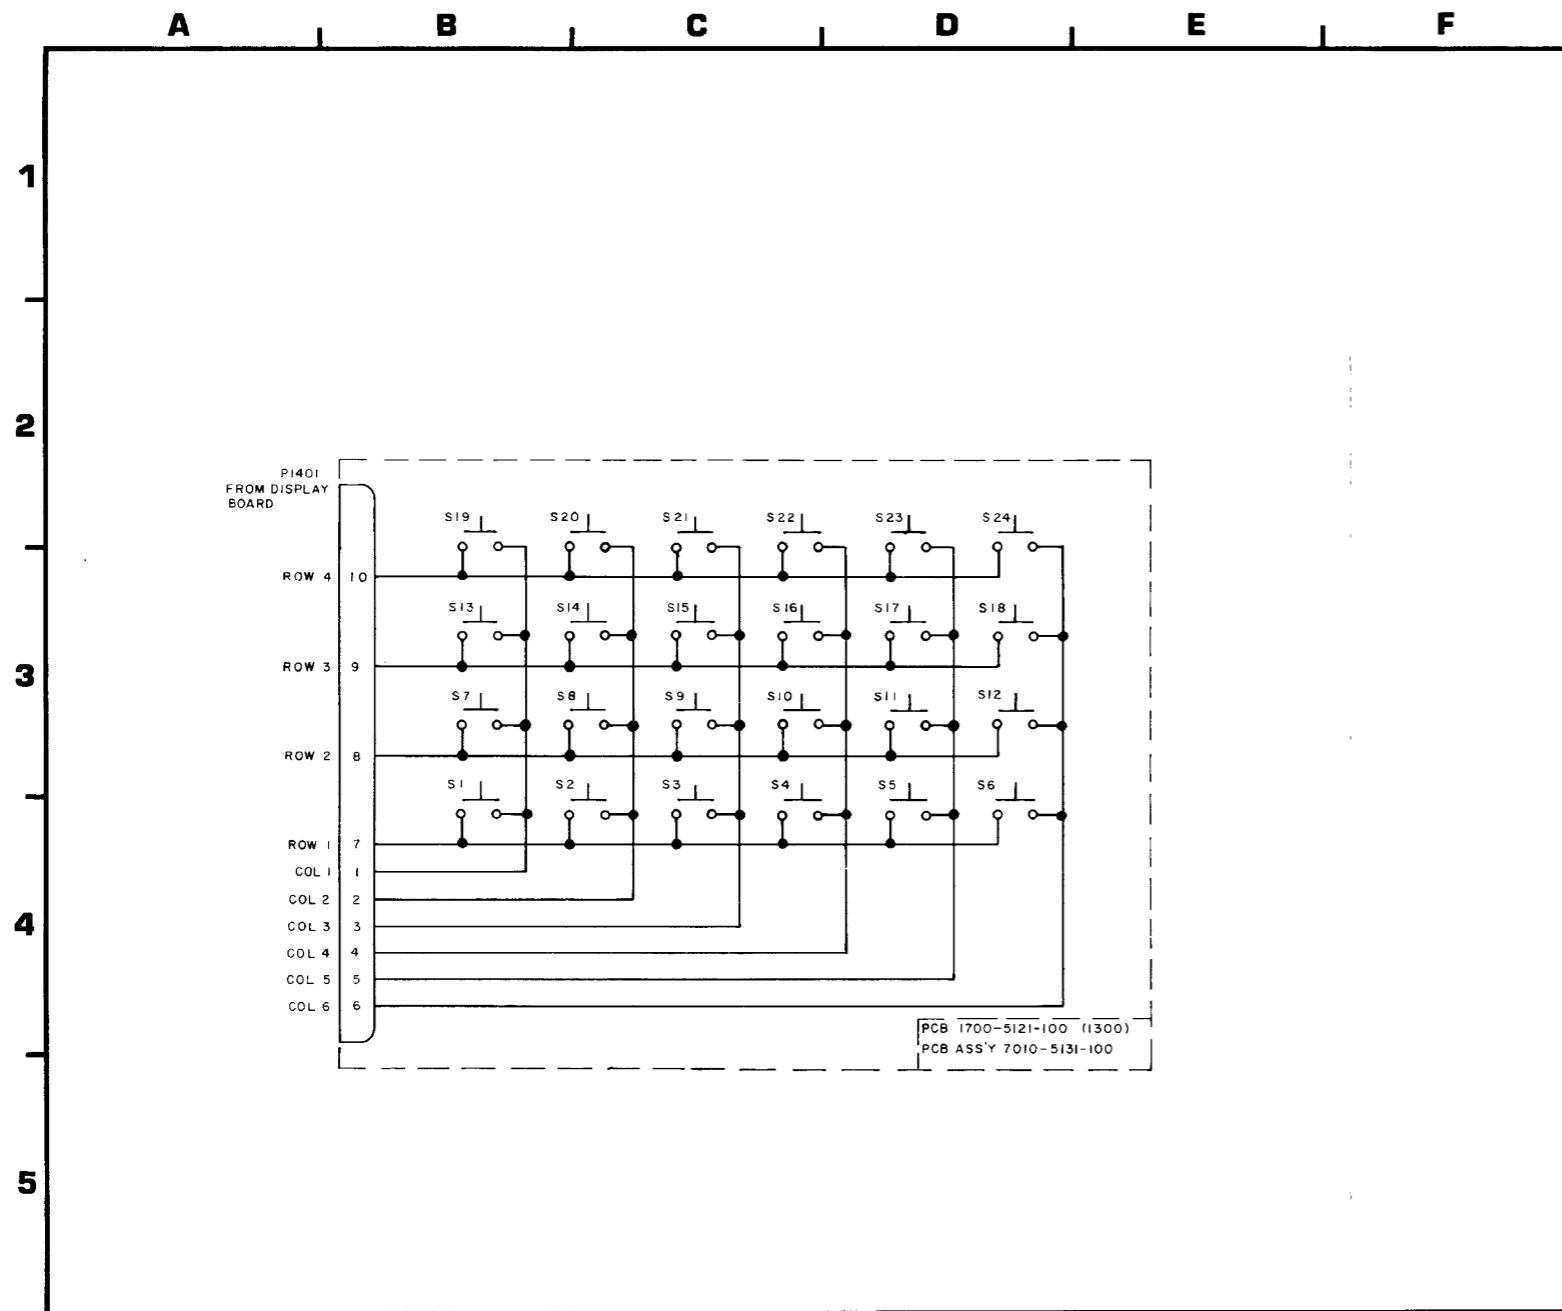 A B C D E F
1
2
3
4
5
P1401
FROM DISPLAY
BOARD
S19 S20 S21 S22 S23 S24
ROW 4 10
S13 S14 S15 S16 S17 S18
ROW 3 9
S7 S8 S9 S10 S11 S12
ROW 2 8
S1 S2 S3 S4 S5 S6
ROW 1 7
COL 1 1
COL 2 2
COL 3 3
COL 4 4
COL 5 5
COL 6 6
PCB 1700-5121-100 (1300)
PCB ASS'Y 7010-5131-100